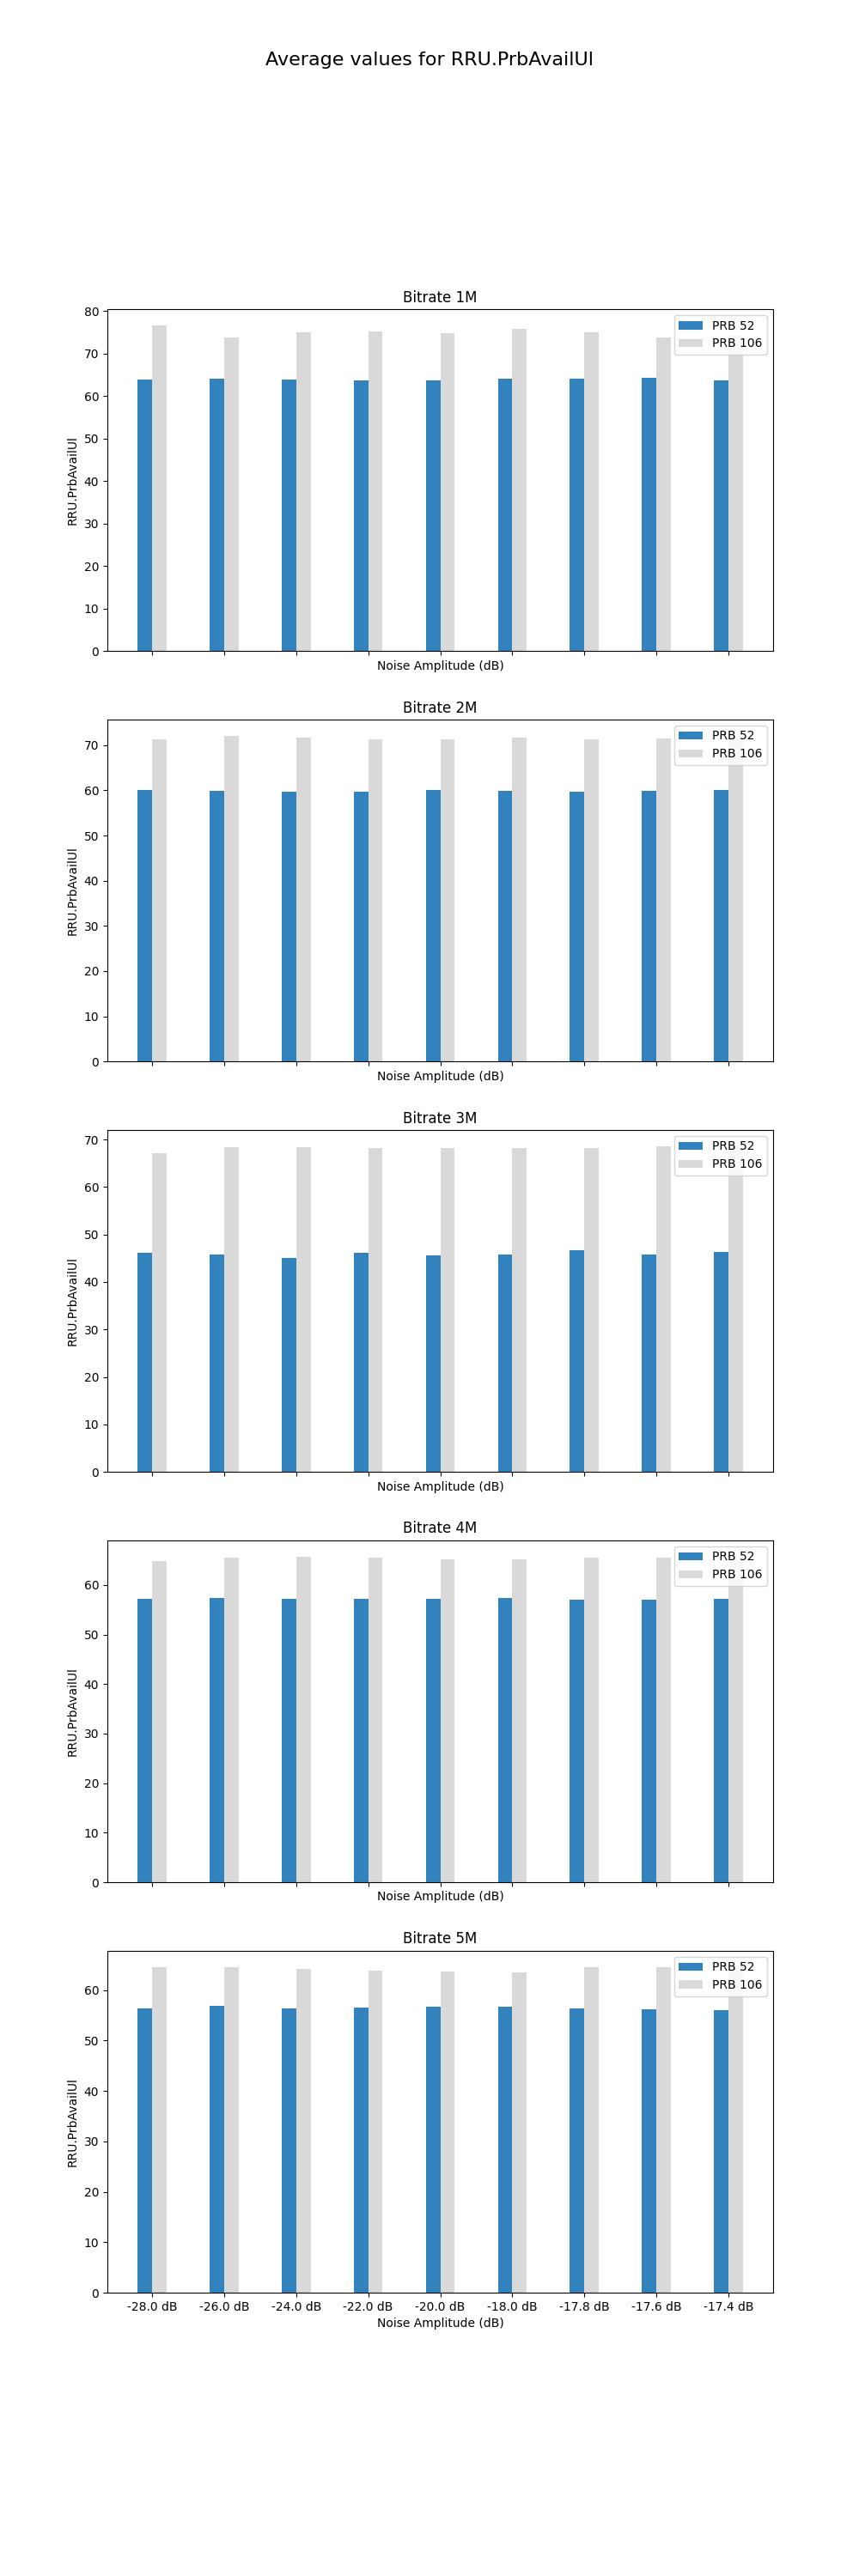 Average values for RRU.PrbAvailUl
Bitrate 1M
80
70
60
50
40
30
20
10
0
RRU.PrbAvailUl
PRB 52
PRB 106
Noise Amplitude (dB)
Bitrate 2M
70
60
50
40
30
20
10
0
RRU.PrbAvailUl
PRB 52
PRB 106
Noise Amplitude (dB)
Bitrate 3M
70
60
50
40
30
20
10
0
RRU.PrbAvailUl
PRB 52
PRB 106
Noise Amplitude (dB)
Bitrate 4M
60
50
40
30
20
10
0
RRU.PrbAvailUl
PRB 52
PRB 106
Noise Amplitude (dB)
Bitrate 5M
60
50
40
30
20
10
0
RRU.PrbAvailUl
PRB 52
PRB 106
-28.0 dB -26.0 dB -24.0 dB -22.0 dB -20.0 dB -18.0 dB -17.8 dB -17.6 dB -17.4 dB
Noise Amplitude (dB)